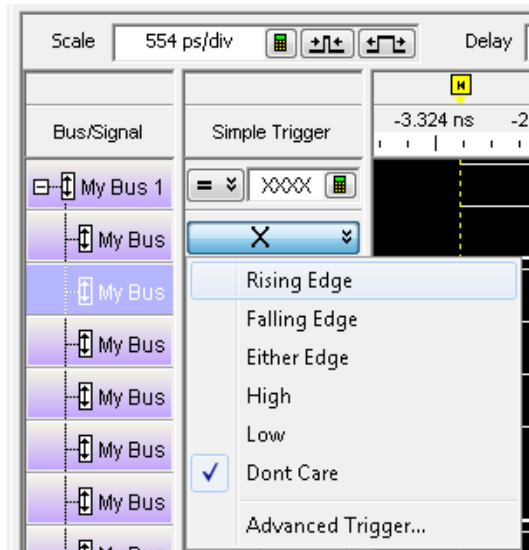 Scale 554 ps/div Delay
Bus/Signal Simple Trigger -3.324 ns -2
My Bus 1 = XXXX
My Bus X
My Bus Rising Edge
Falling Edge
My Bus Either Edge
My Bus High
Low
My Bus Dont Care
My Bus Advanced Trigger...